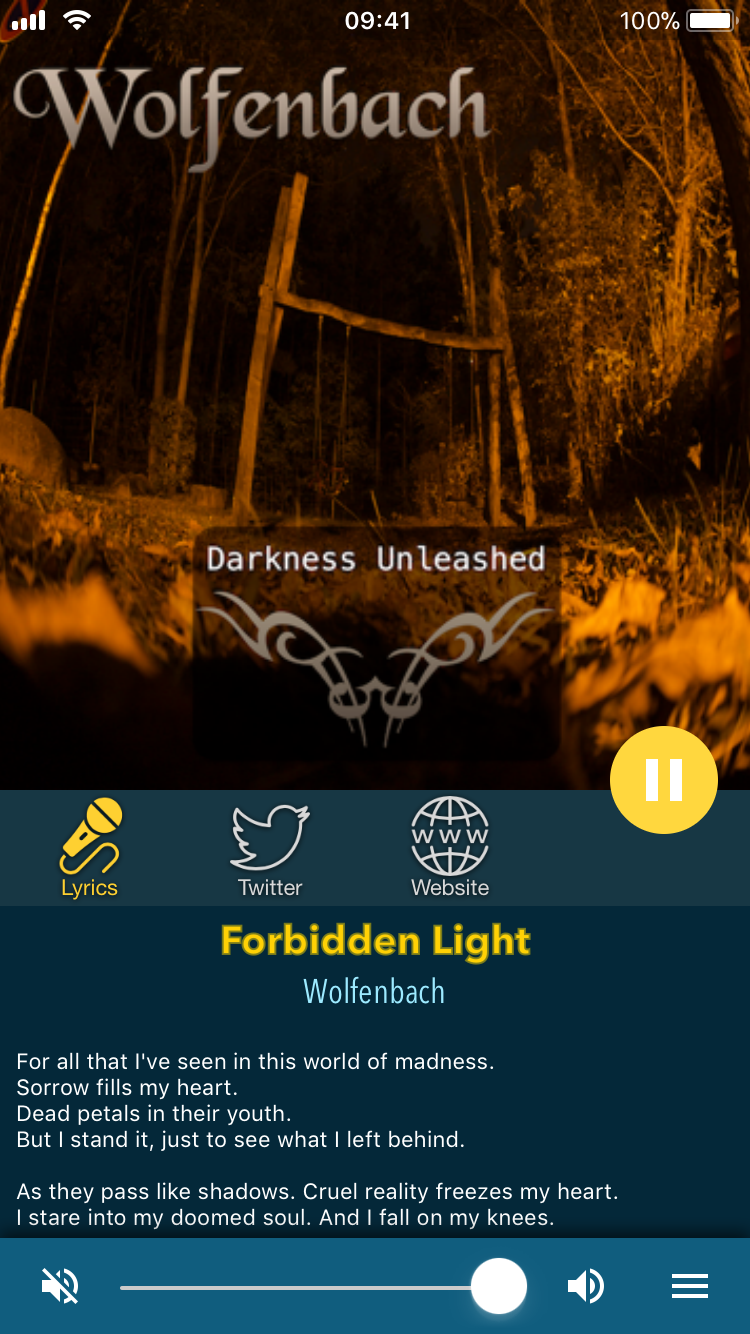 09:41
100%
Wolfenbach
Darkness Unleashed
WWW
Lyrics
Twitter
Website
Forbidden Light
Wolfenbach
For all that I've seen in this world of madness.
Sorrow fills my heart.
Dead petals in their youth.
But I stand it, just to see what I left behind.
As they pass like shadows. Cruel reality freezes my heart.
I stare into my doomed soul. And I fall on my knees.